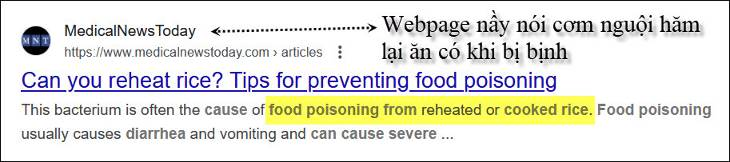 MedicalNewsToday
MNT
https://www.medicalnewstoday.com › articles
Webpage nầy nói cơm nguội hăm
lại ăn có khi bị bịnh
Can you reheat rice? Tips for preventing food poisoning
This bacterium is often the cause of food poisoning from reheated or cooked rice. Food poisoning
usually causes diarrhea and vomiting and can cause severe ...